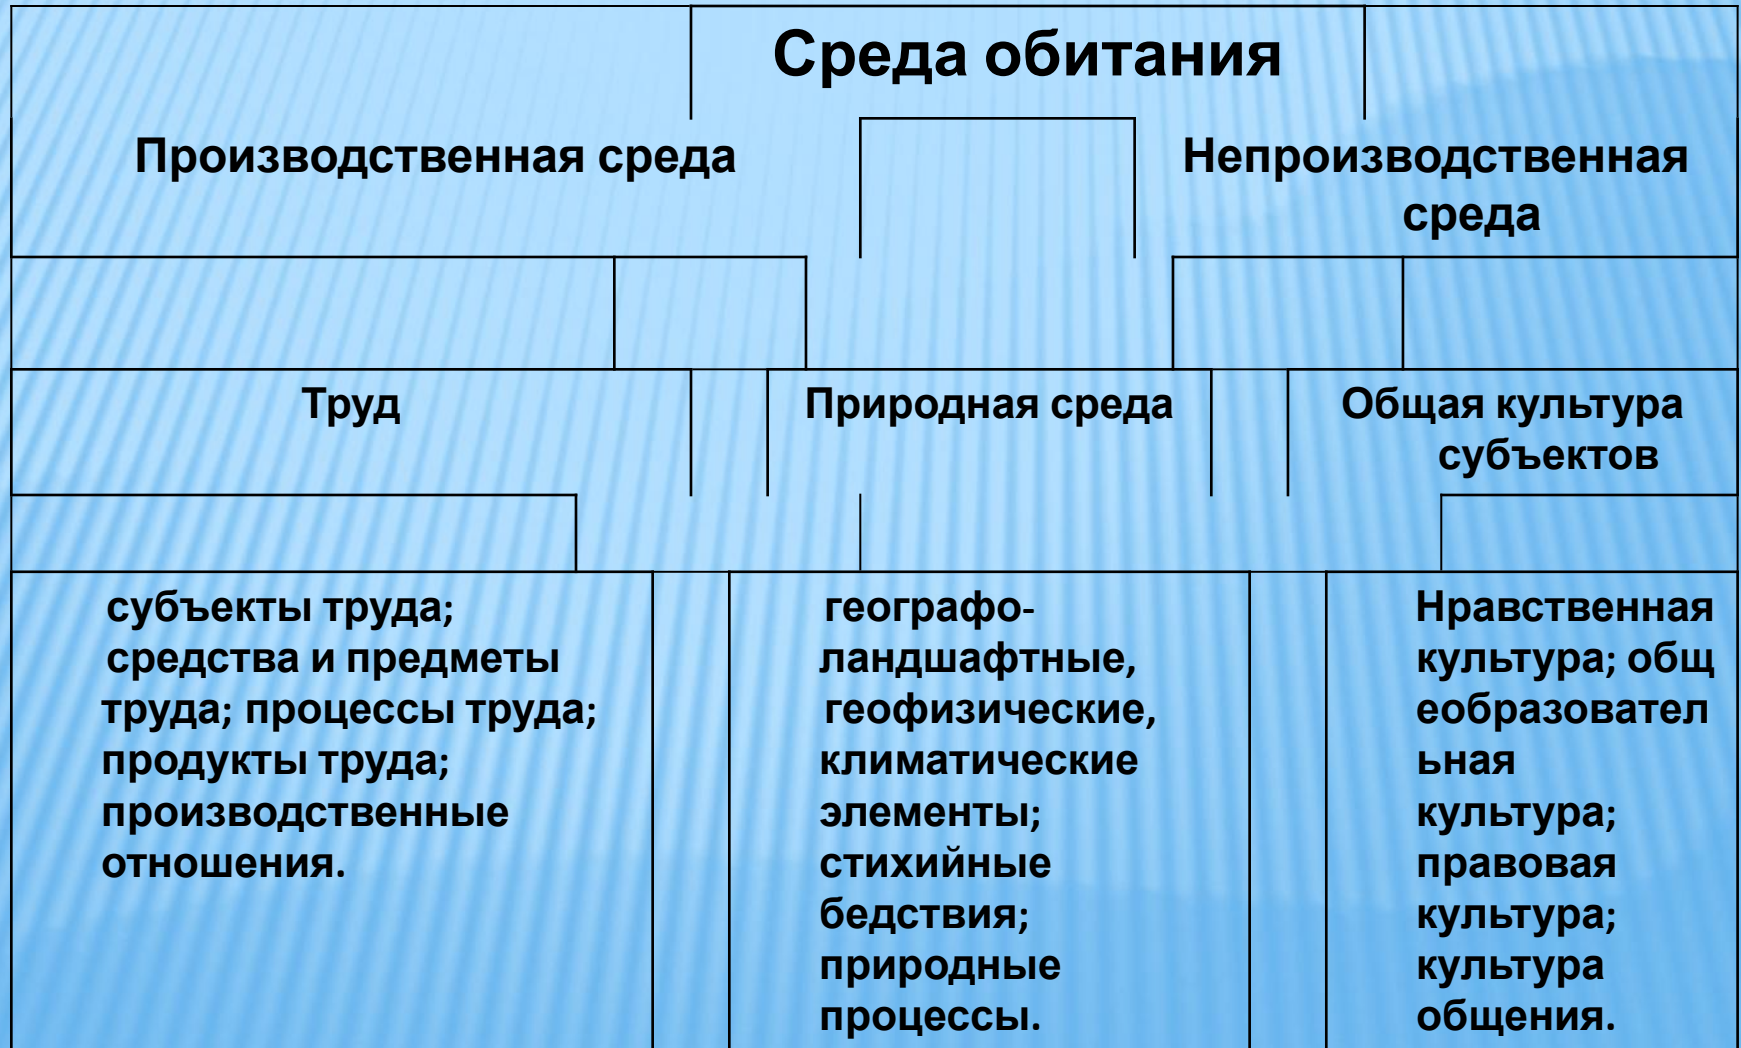 Среда обитания
Производственная среда
Непроизводственная
среда
Труд
Природная среда
Общая культура
субъектов
субъекты труда;
средства и предметы
труда; процессы труда;
продукты труда;
производственные
отношения.
географо-
ландшафтные,
геофизические,
климатические
элементы;
стихийные
бедствия;
природные
процессы.
Нравственная
культура; общ
еобразовател
ьная
культура;
правовая
культура;
культура
общения.